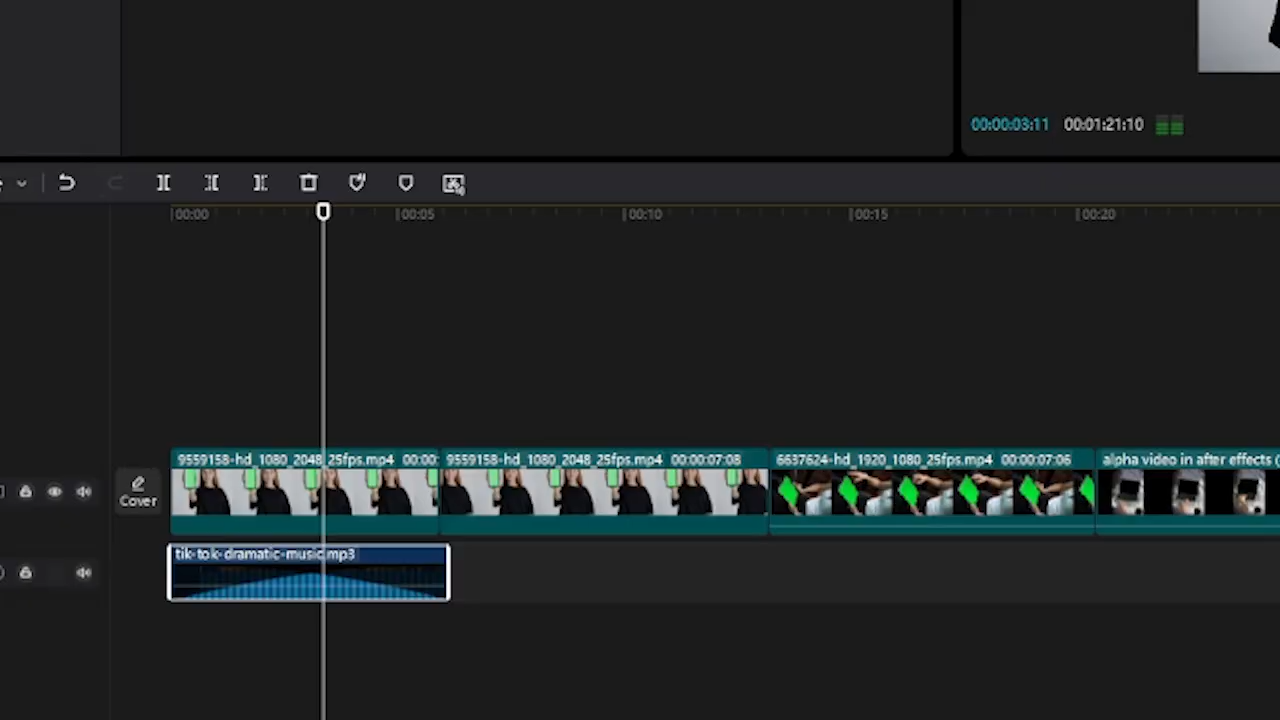 00:00:03:11 00:01:21:10
00:00 00:05 00:10 00:15 00:20
9559158-hd_1080_2048_25fps.mp4 00:00: 9559158-hd_1080_2048_25fps.mp4 00:00:07:08 6637624-hd_1920_1080_25fps.mp4 00:00:07:06 alpha video in after effects (
Cover
tik-tok-dramatic-music.mp3